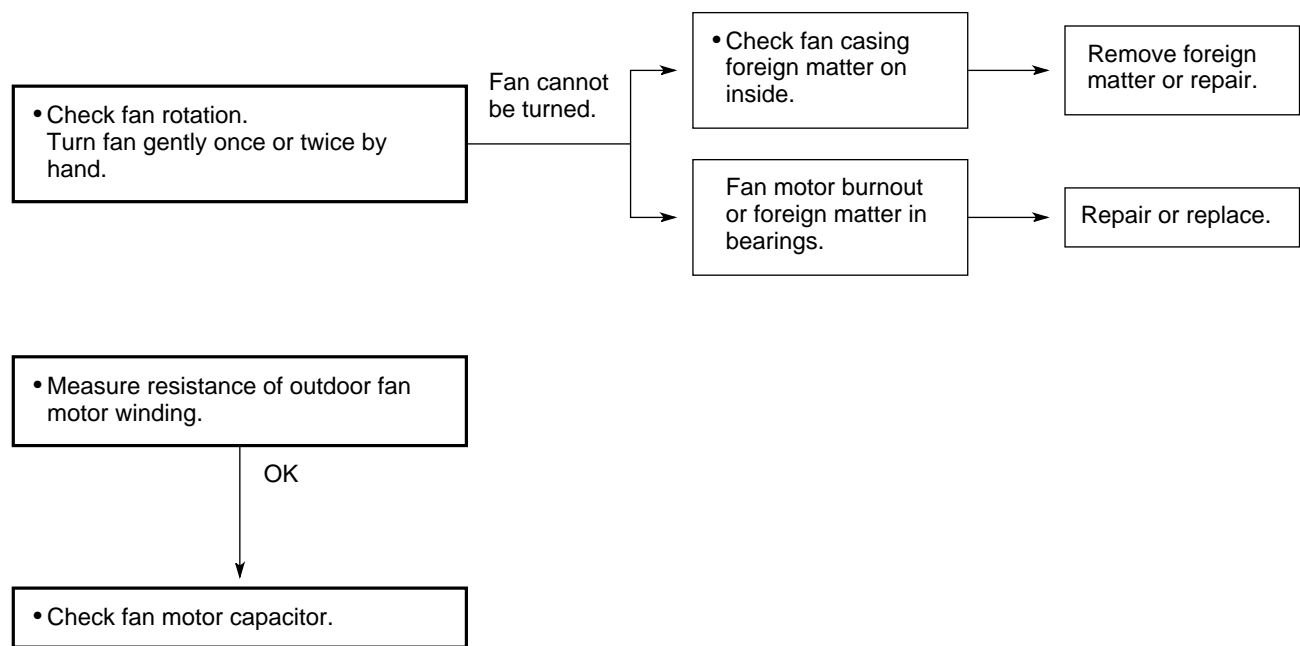 • Check fan rotation.
Turn fan gently once or twice by
hand.
Fan cannot
be turned.
• Check fan casing
foreign matter on
inside.
Remove foreign
matter or repair.
Fan motor burnout
or foreign matter in
bearings.
Repair or replace.
• Measure resistance of outdoor fan
motor winding.
OK
• Check fan motor capacitor.